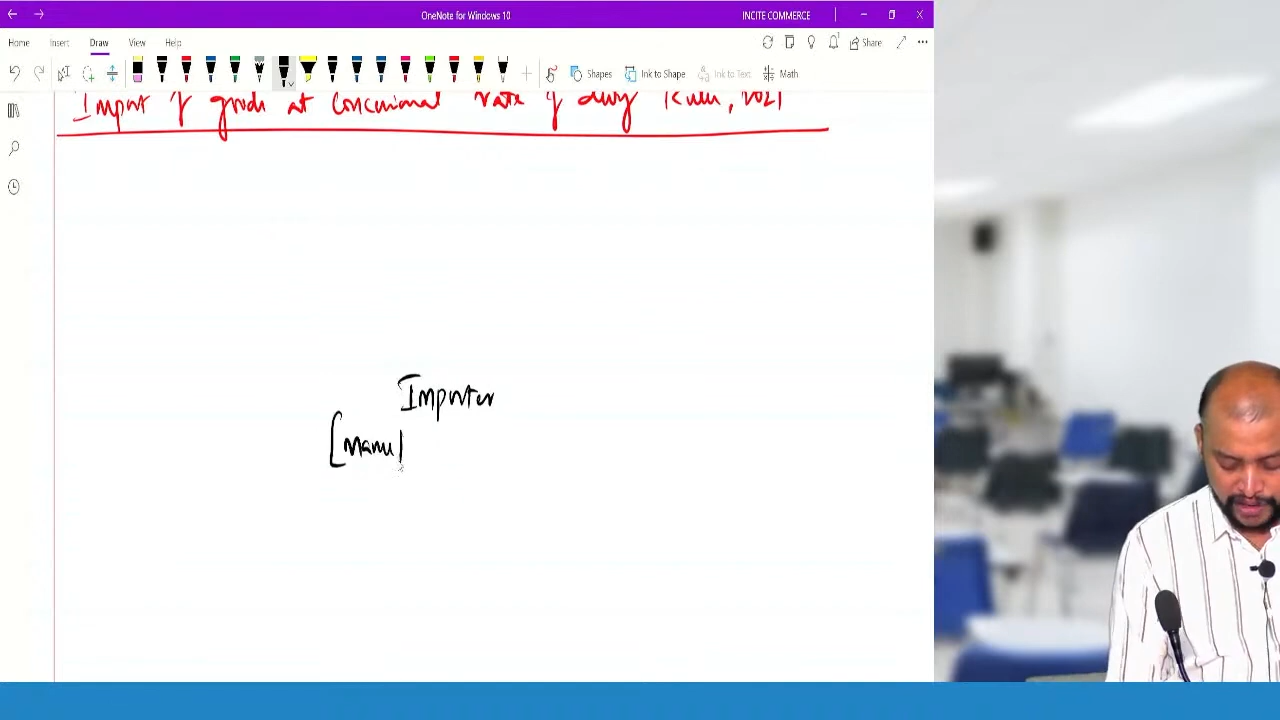 OneNote for Windows 10
INCITE COMMERCE
Home Insert Draw View Help
Share
Shapes Ink to Shape Ink to Text Math
Import of goods at Concessional rate of duty Rules, 2021
Importer
[Manu